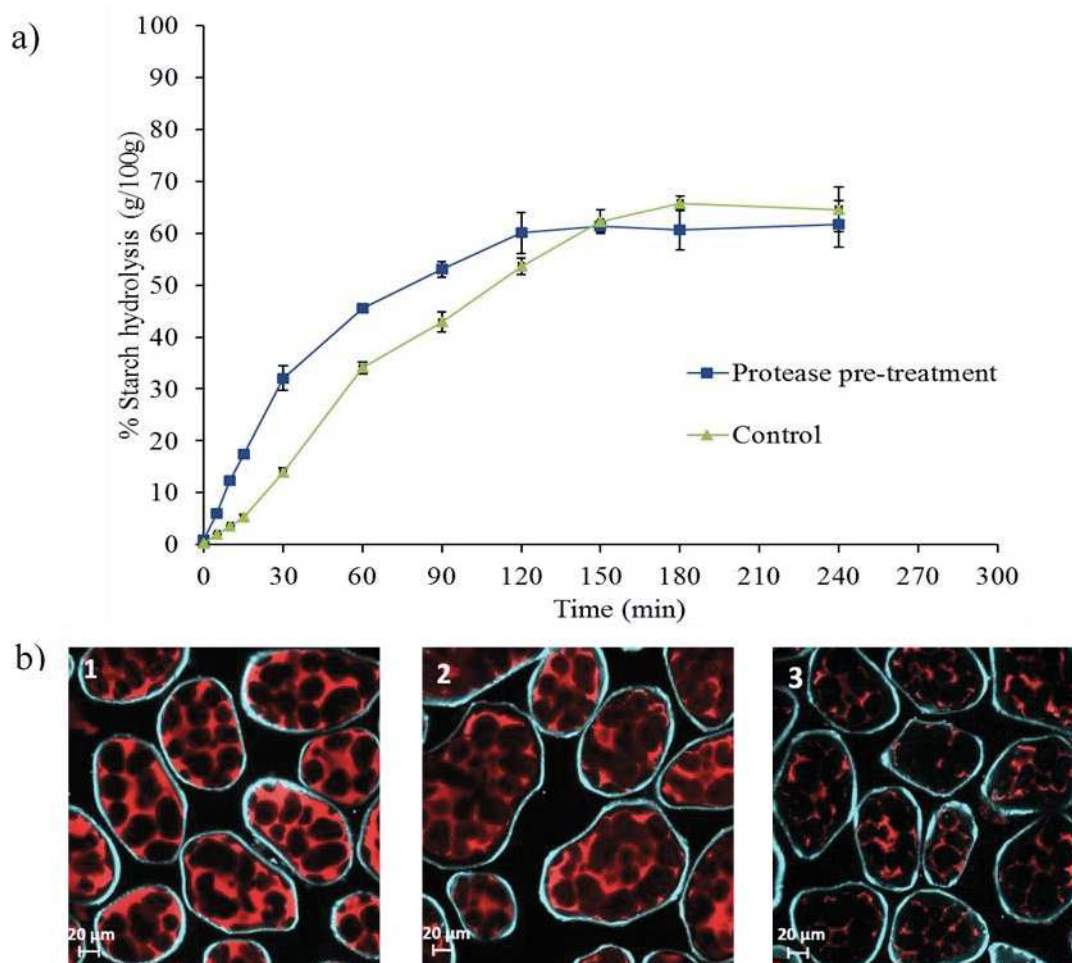 a)
% Starch hydrolysis (g/100g)
100
90
80
70
60
50
40
30
20
10
0
Protease pre-treatment
Control
0 30 60 90 120 150 180 210 240 270 300
Time (min)
b)
1 2 3
20 μm 20 μm 20 μm